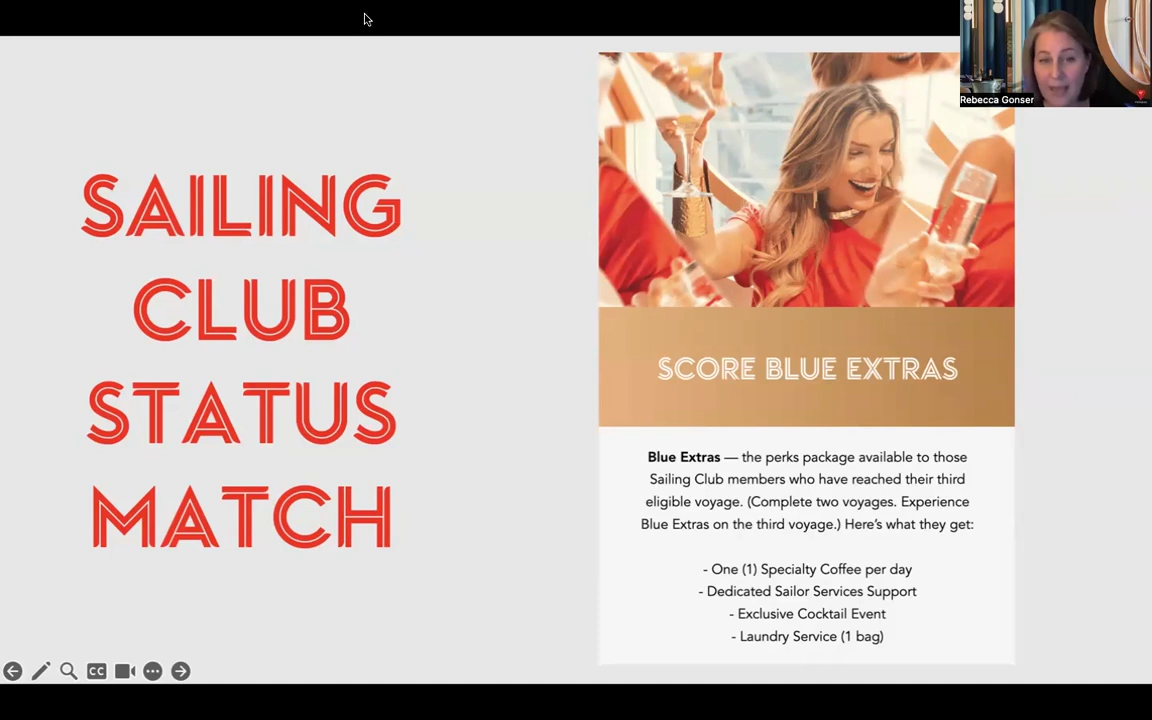 SAILING
CLUB
STATUS
MATCH
Rebecca Gonser
SCORE BLUE EXTRAS
Blue Extras — the perks package available to those
Sailing Club members who have reached their third
eligible voyage. (Complete two voyages. Experience
Blue Extras on the third voyage.) Here's what they get:
- One (1) Specialty Coffee per day
- Dedicated Sailor Services Support
- Exclusive Cocktail Event
- Laundry Service (1 bag)
CC